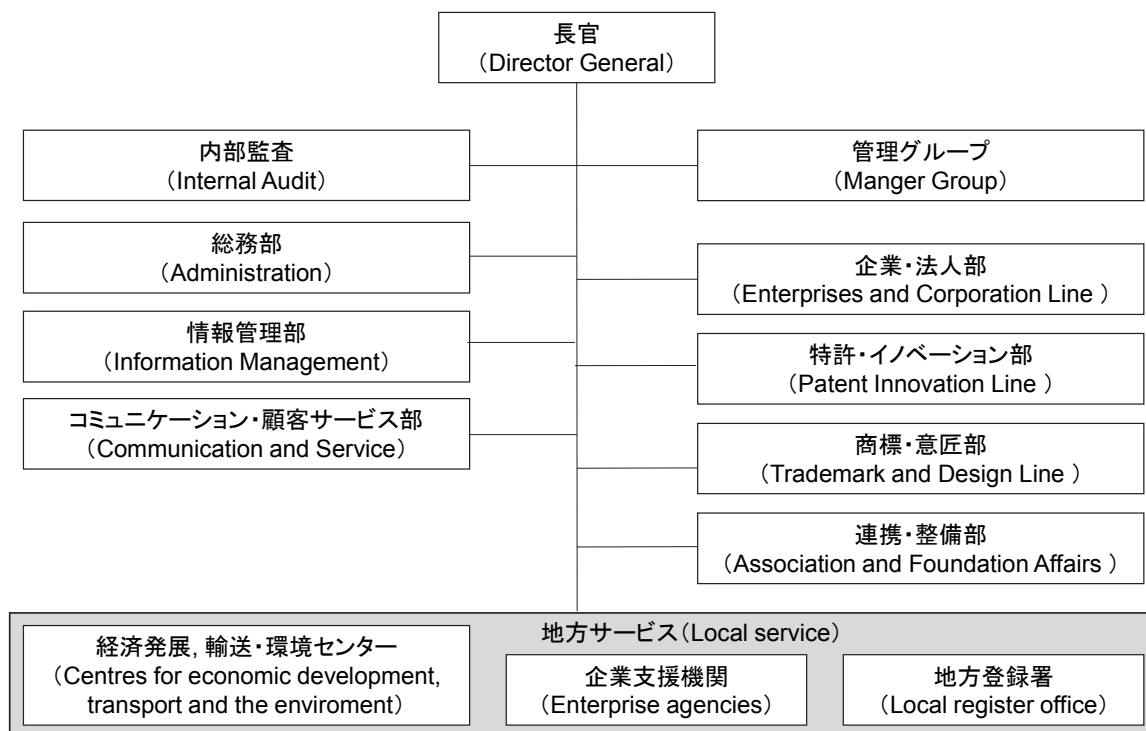 長官
（Director General）
内部監査
（Internal Audit）
管理グループ
（Manger Group）
総務部
（Administration）
企業・法人部
（Enterprises and Corporation Line ）
情報管理部
（Information Management）
特許・イノベーション部
（Patent Innovation Line ）
コミュニケーション・顧客サービス部
（Communication and Service）
商標・意匠部
（Trademark and Design Line ）
連携・整備部
（Association and Foundation Affairs ）
地方サービス（Local service）
経済発展, 輸送・環境センター
（Centres for economic development,
transport and the enviroment）
企業支援機関
（Enterprise agencies）
地方登録署
（Local register office）